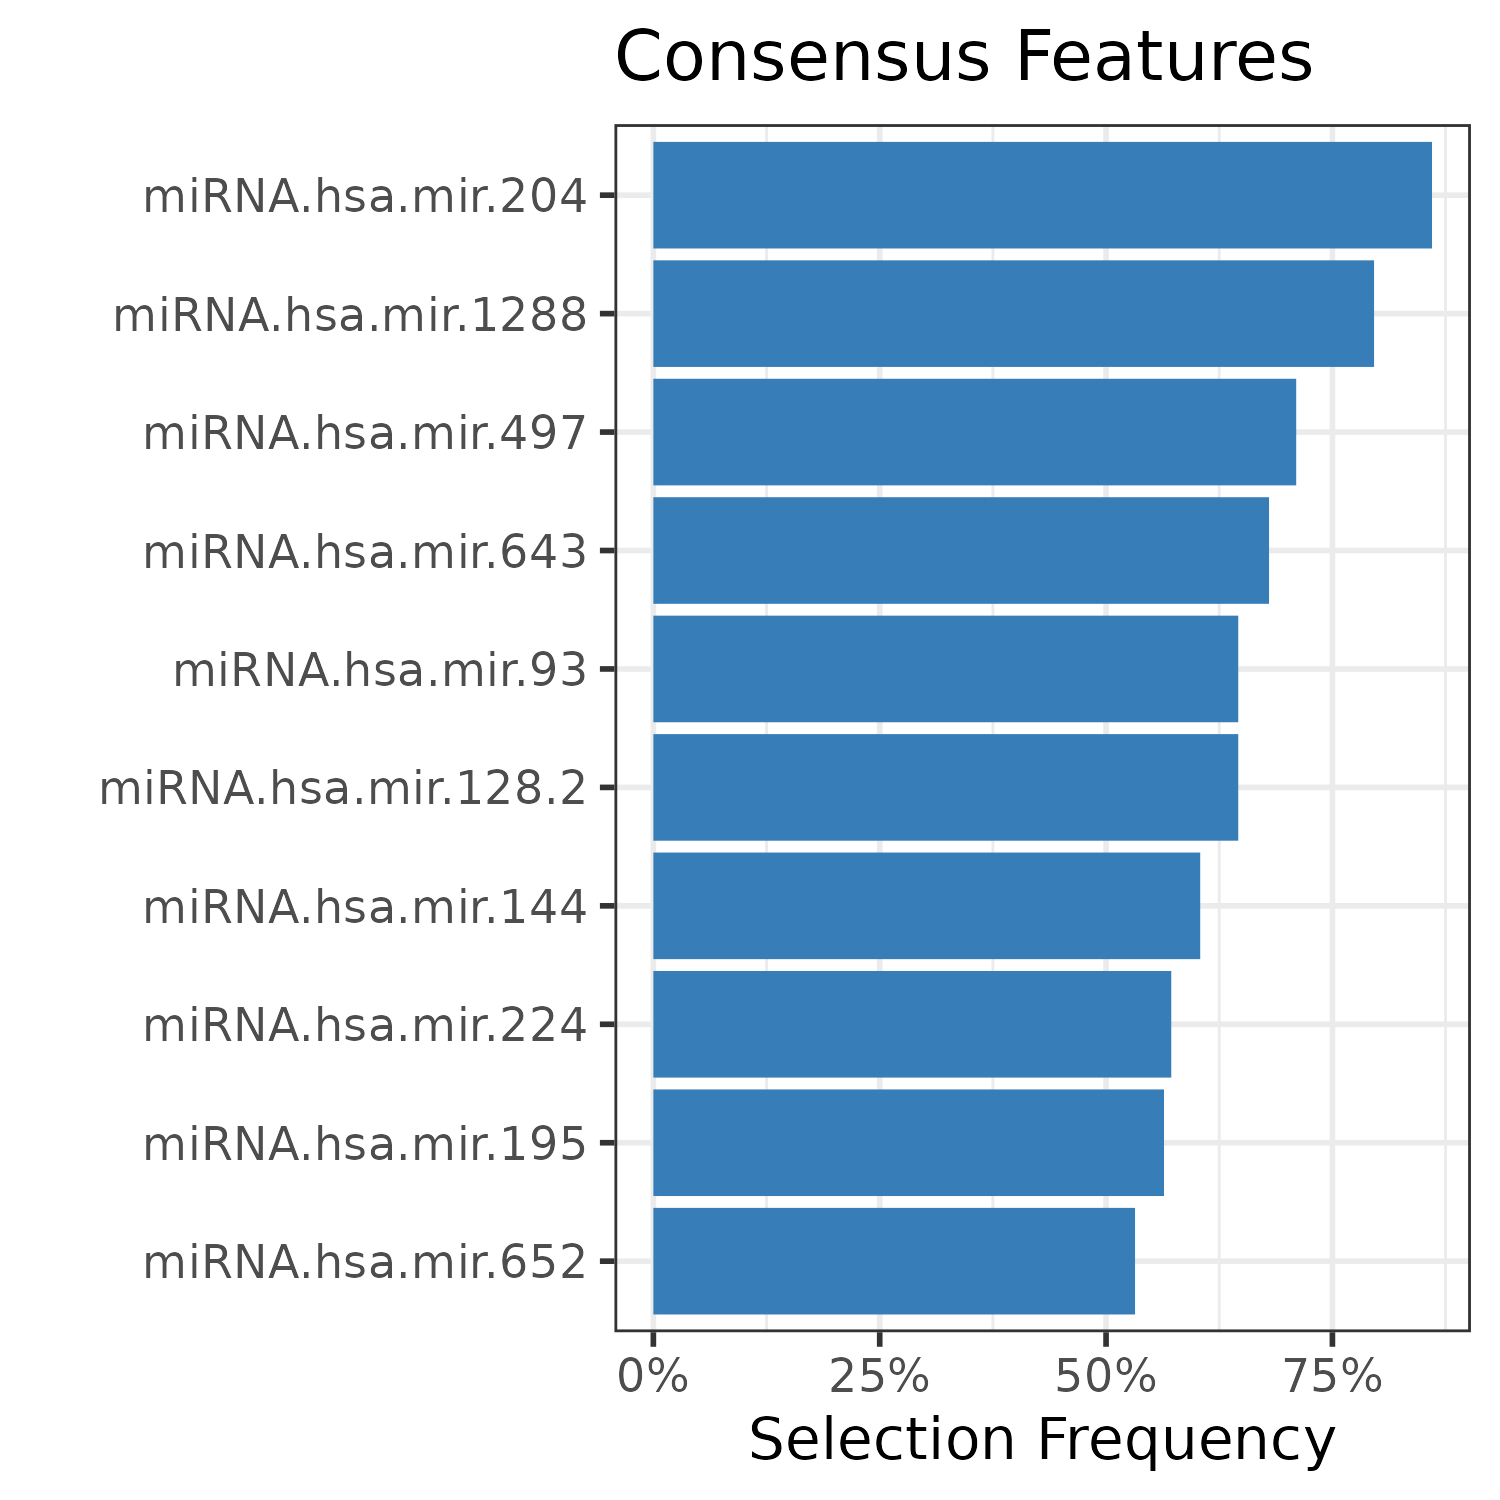 Consensus Features
miRNA.hsa.mir.204
miRNA.hsa.mir.1288
miRNA.hsa.mir.497
miRNA.hsa.mir.643
miRNA.hsa.mir.93
miRNA.hsa.mir.128.2
miRNA.hsa.mir.144
miRNA.hsa.mir.224
miRNA.hsa.mir.195
miRNA.hsa.mir.652
0% 25% 50% 75%
Selection Frequency